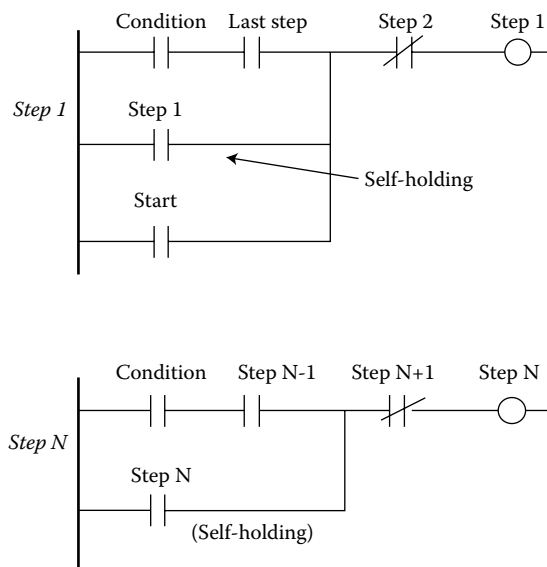 Condition Last step Step 2 Step 1
Step 1
Step 1
Self-holding
Start
Condition Step N-1 Step N+1 Step N
Step N
Step N
(Self-holding)